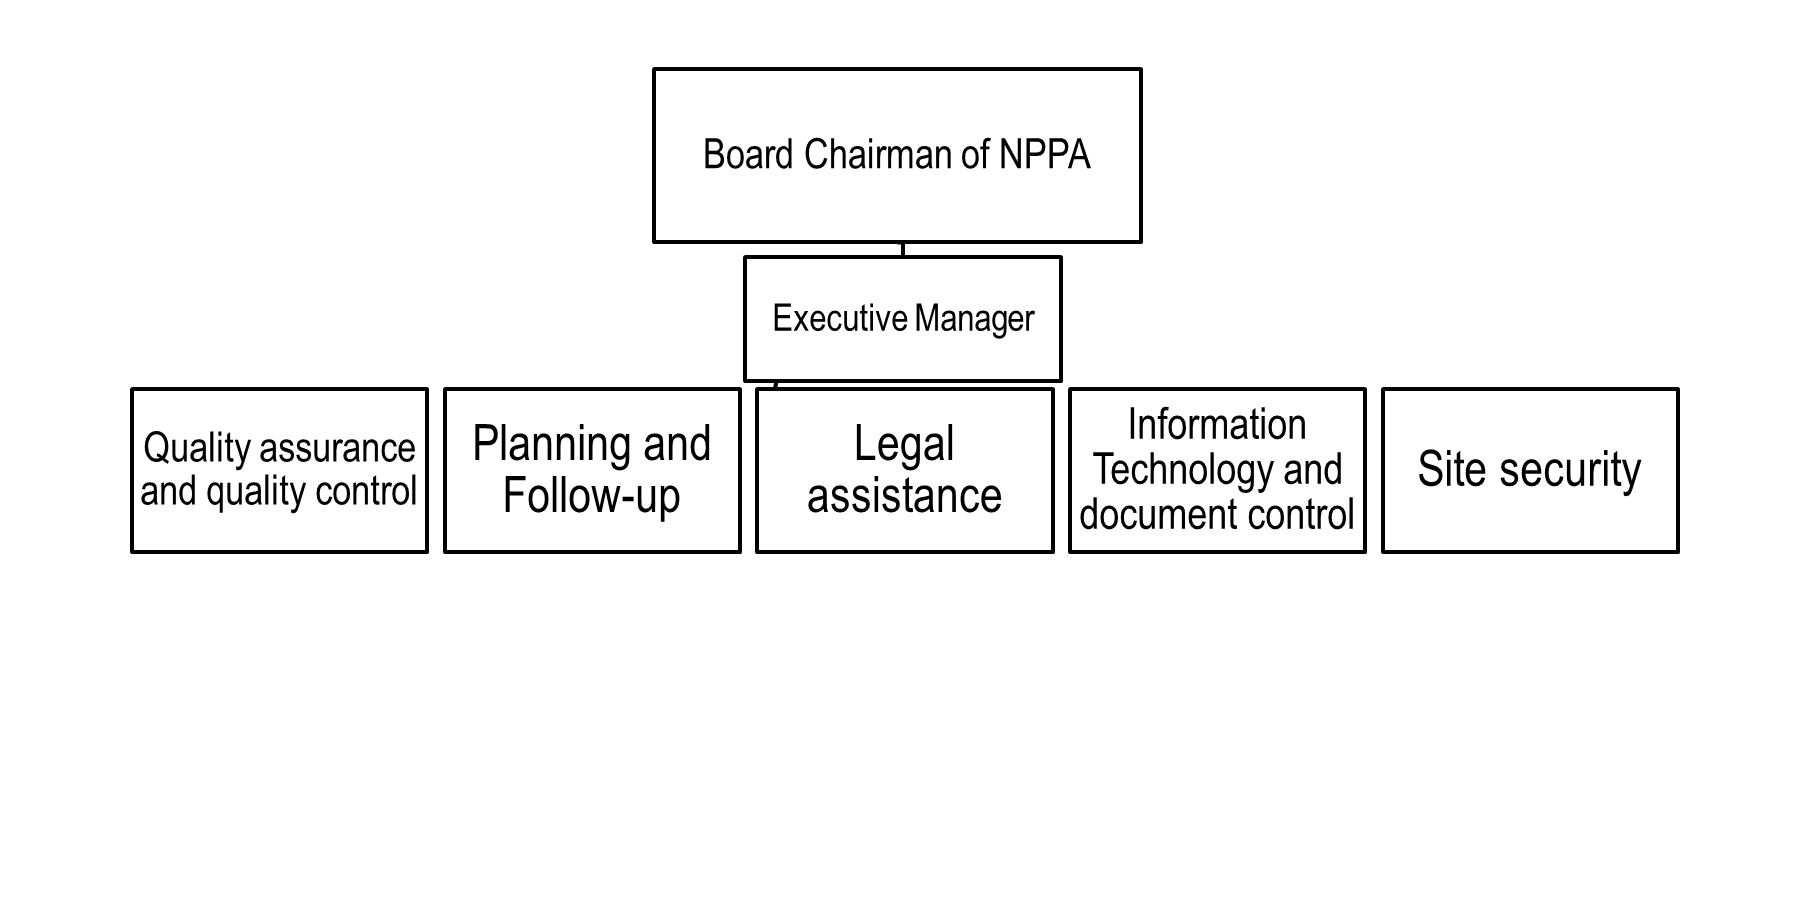 Board Chairman of NPPA
Executive Manager
Quality assurance
and quality control
Planning and
Follow-up
Legal
assistance
Information
Technology and
document control
Site security